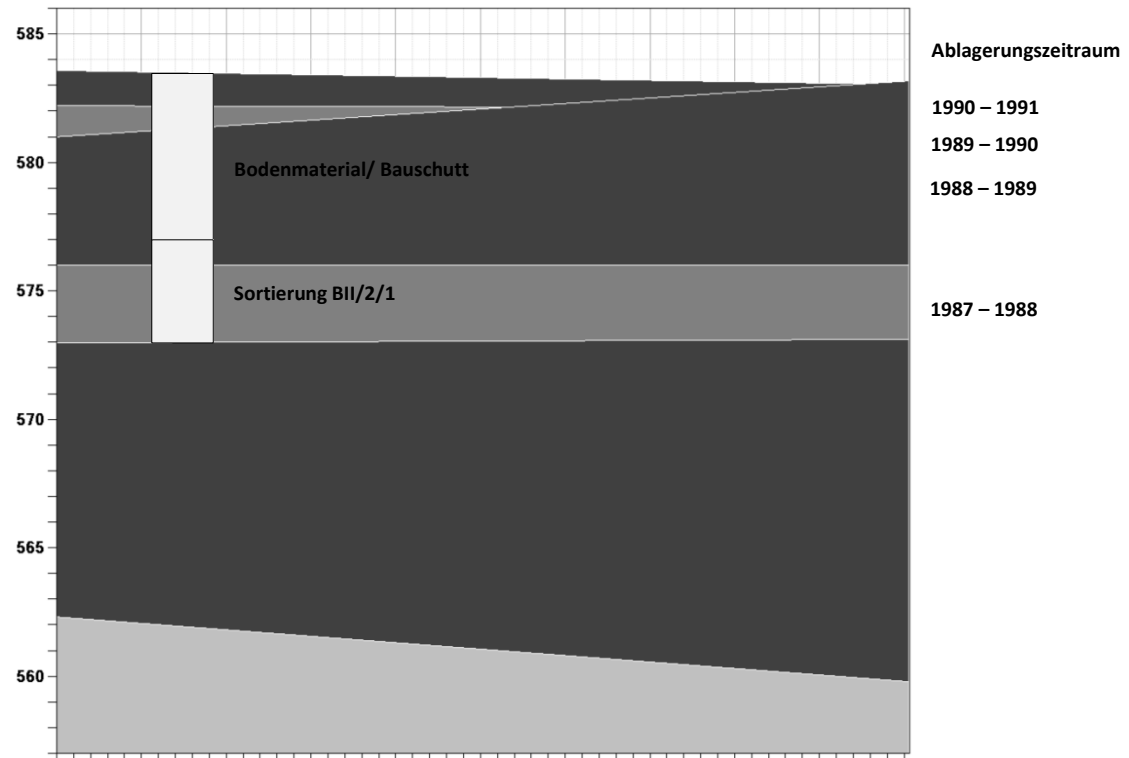 585
Ablagerungszeitraum
1990 – 1991
1989 – 1990
580
Bodenmaterial/ Bauschutt
1988 – 1989
575
Sortierung BII/2/1
1987 – 1988
570
565
560